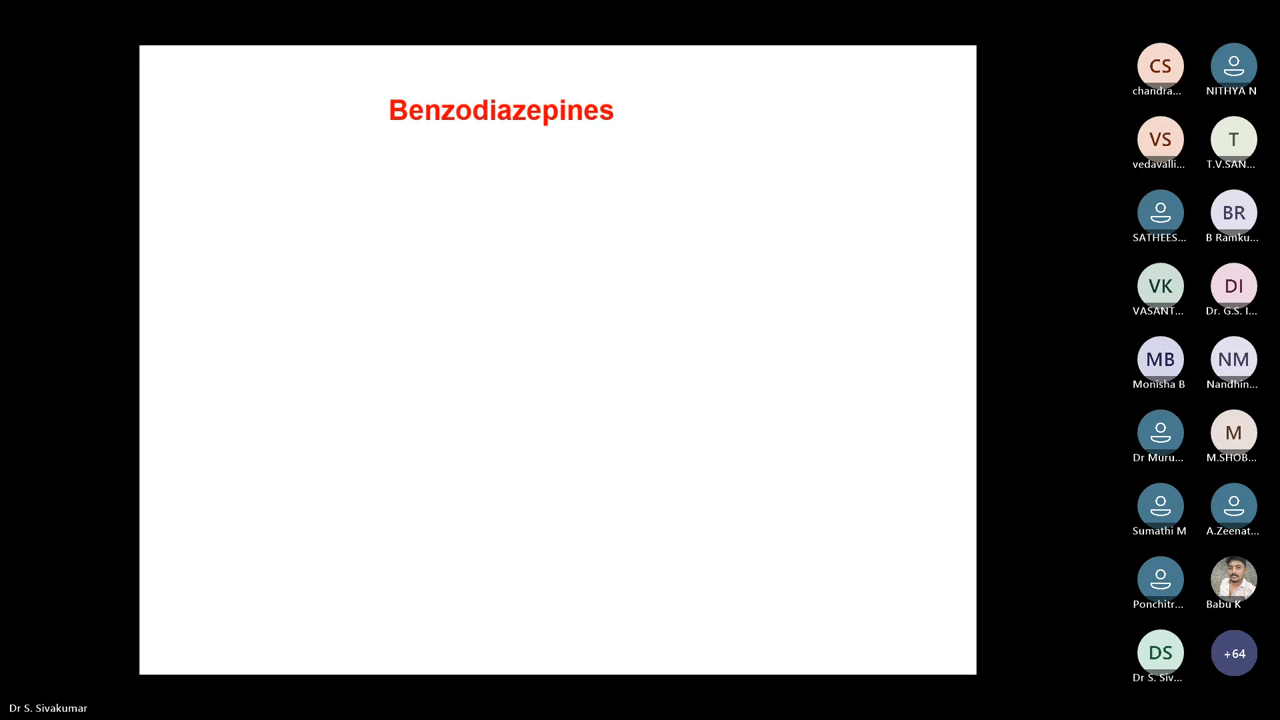 Benzodiazepines
CS
chandra...
NITHYA N
VS
vedavalli...
T
T.V.SAN...
SATHEES...
BR
B Ramku...
VK
VASANT...
DI
Dr. G.S. I...
MB
Monisha B
NM
Nandhin...
Dr Muru...
M
M.SHOB...
Sumathi M
A.Zeenat...
Ponchitr...
Babu K
DS
Dr S. Siv...
+64
Dr S. Sivakumar